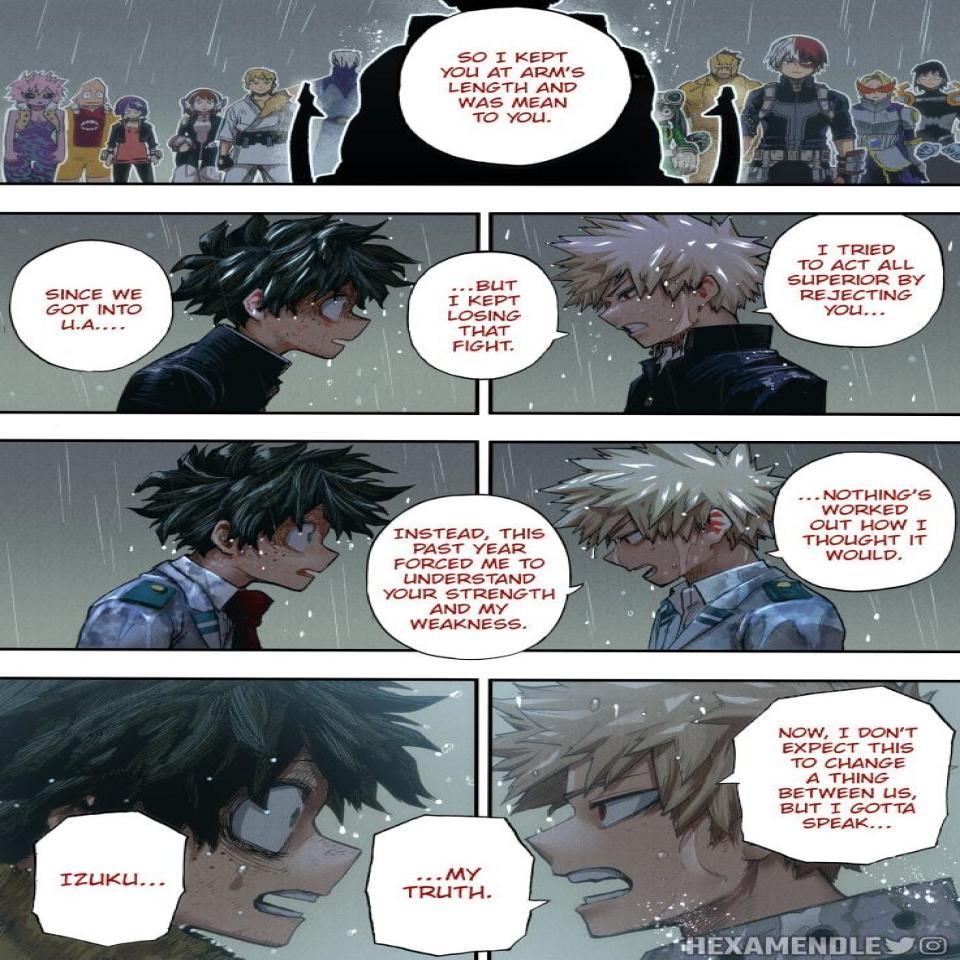 SO I KEPT
YOU AT ARM'S
LENGTH AND
WAS MEAN
TO YOU.
I TRIED
TO ACT ALL
SUPERIOR BY
REJECTING
YOU...
...BUT
I KEPT
LOSING
THAT
FIGHT.
SINCE WE
GOT INTO
U.A....
...NOTHING'S
WORKED
OUT HOW I
THOUGHT IT
WOULD.
INSTEAD, THIS
PAST YEAR
FORCED ME TO
UNDERSTAND
YOUR STRENGTH
AND MY
WEAKNESS.
NOW, I DON'T
EXPECT THIS
TO CHANGE
A THING
BETWEEN US,
BUT I GOTTA
SPEAK...
...MY
TRUTH.
IZUKU...
HEXAMENDLE